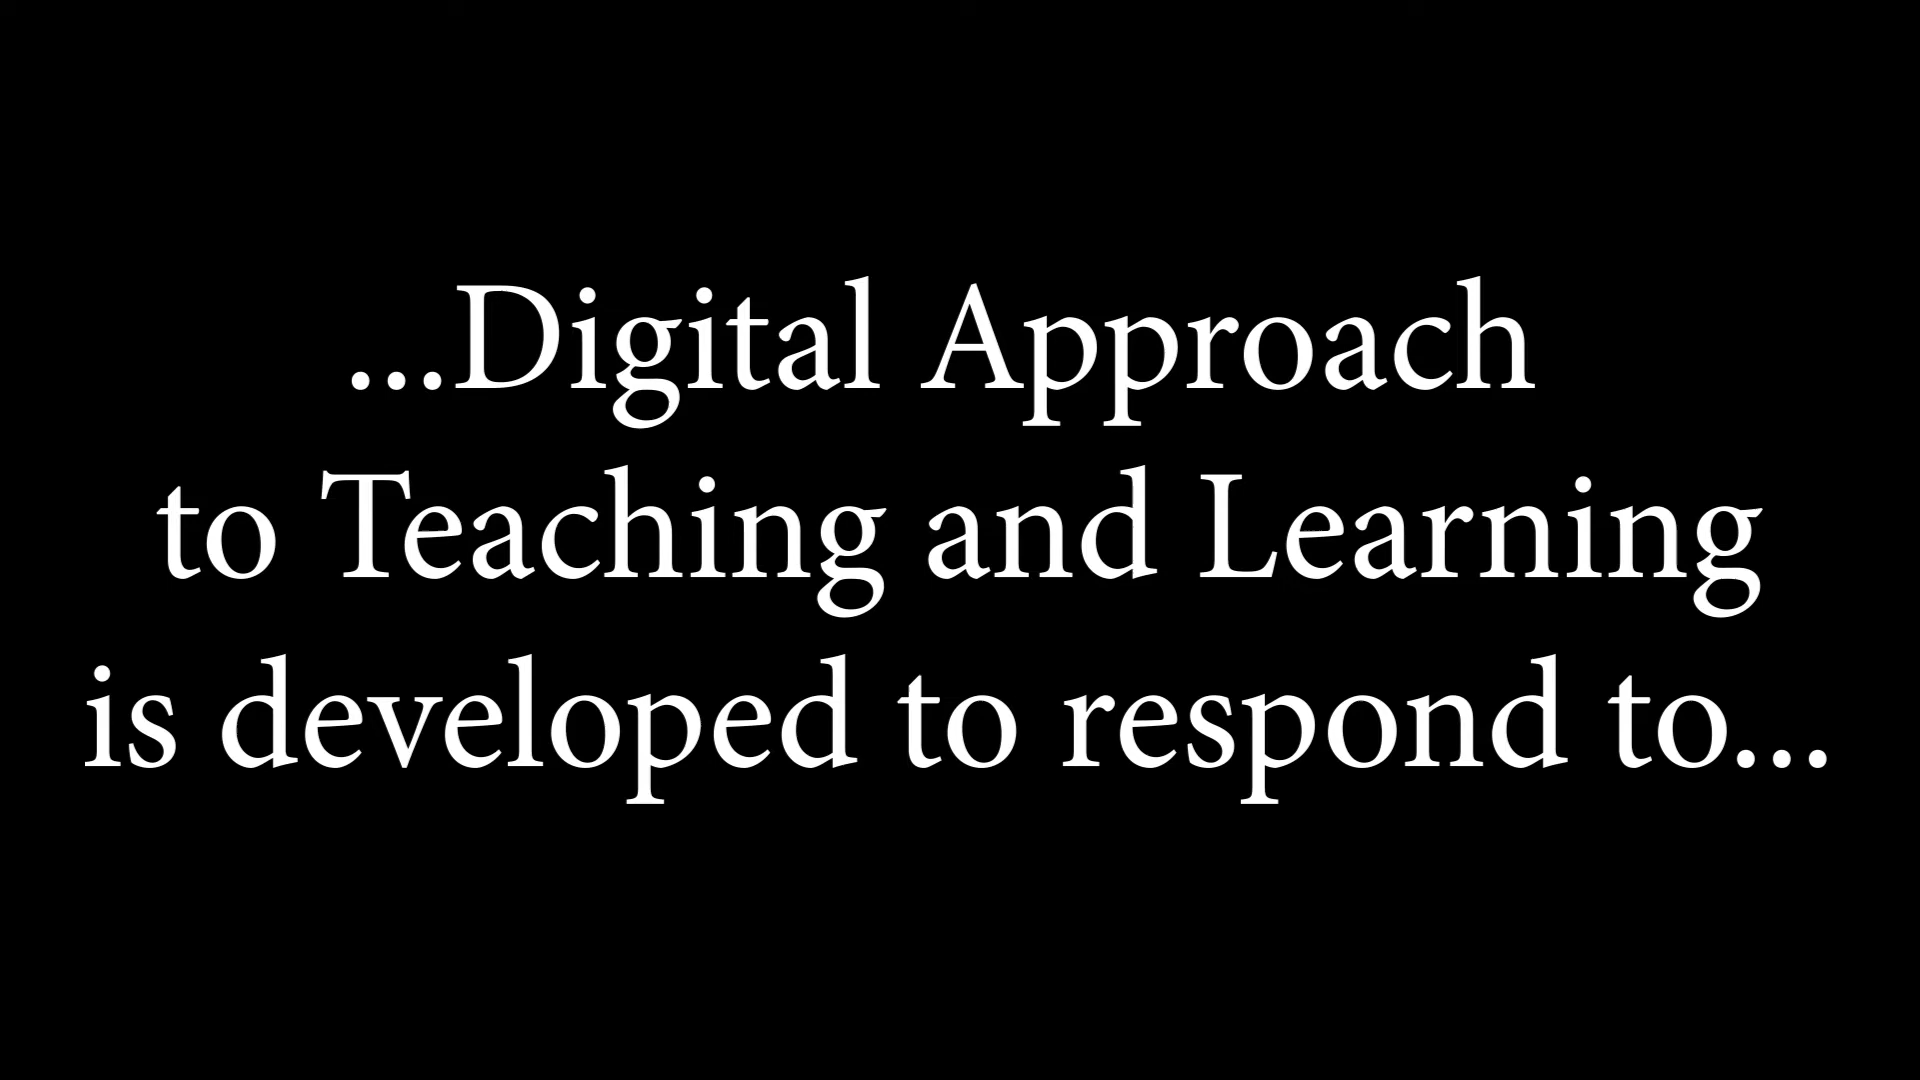 ...Digital Approach
to Teaching and Learning
is developed to respond to...